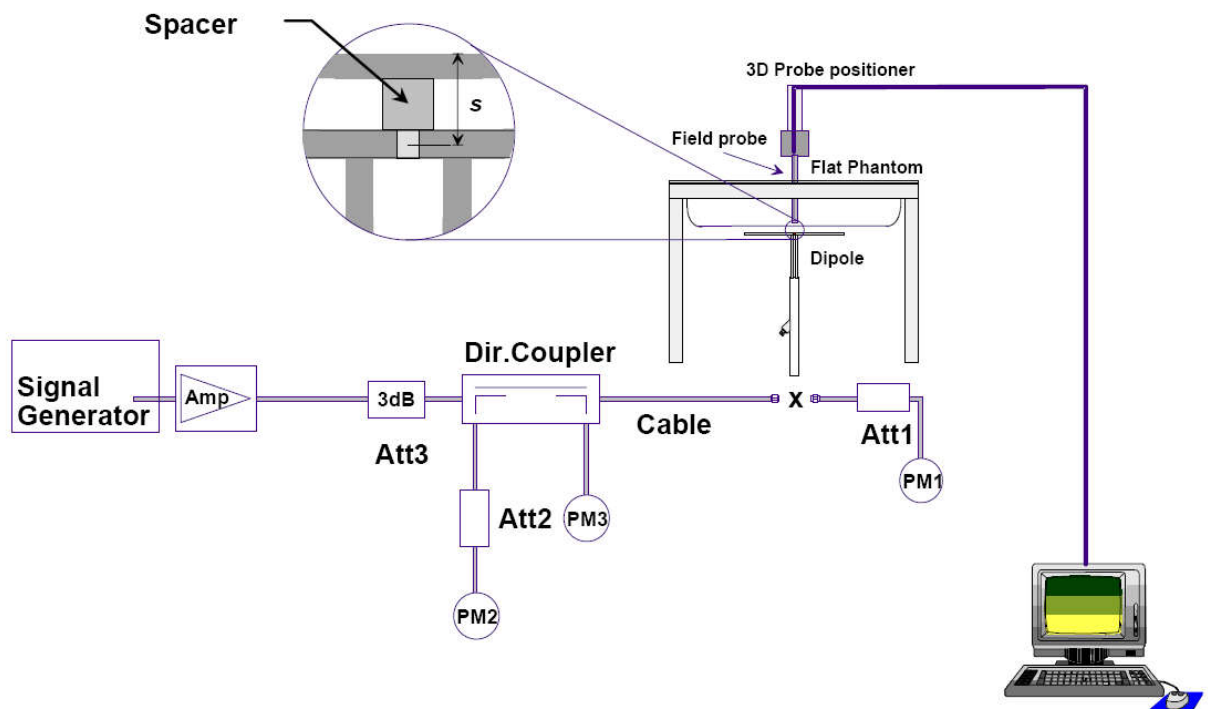 Spacer
s
3D Probe positioner
Field probe
Flat Phantom
Dipole
Signal
Generator
Amp
3dB
Att3
Dir.Coupler
Cable
x
Att1
PM1
Att2
PM3
PM2